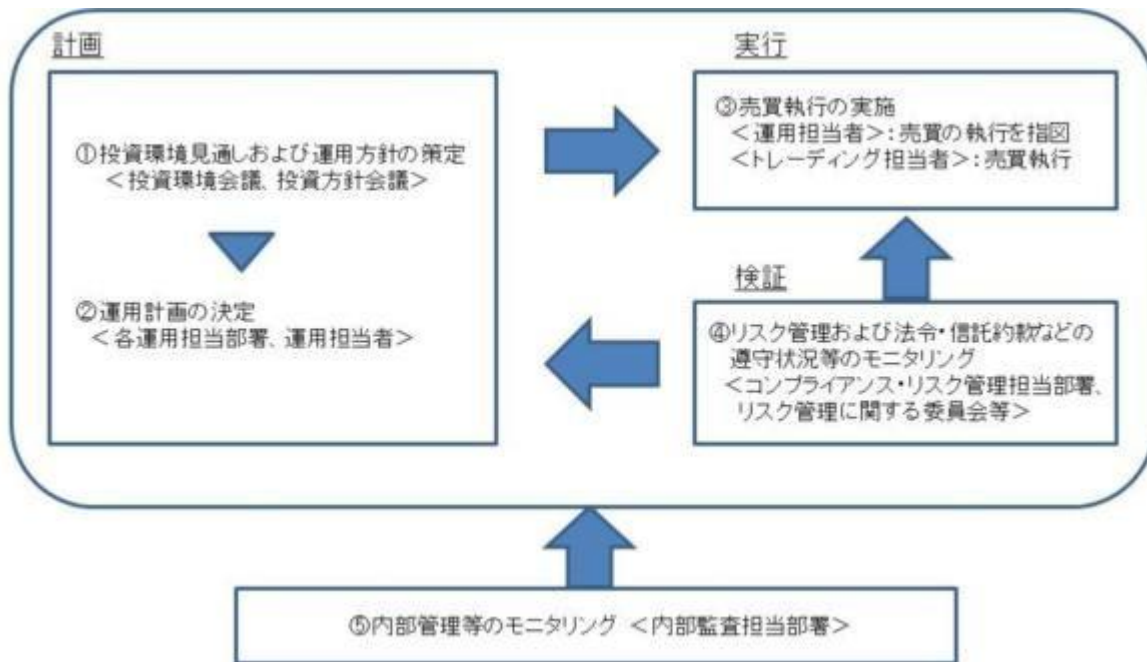 計画
①投資環境見通しおよび運用方針の策定
＜投資環境会議、投資方針会議＞
②運用計画の決定
＜各運用担当部署、運用担当者＞
実行
③売買執行の実施
＜運用担当者＞：売買の執行を指図
＜トレーディング担当者＞：売買執行
検証
④リスク管理および法令・信託約款などの
遵守状況等のモニタリング
＜コンプライアンス・リスク管理担当部署、
リスク管理に関する委員会等＞
⑤内部管理等のモニタリング ＜内部監査担当部署＞